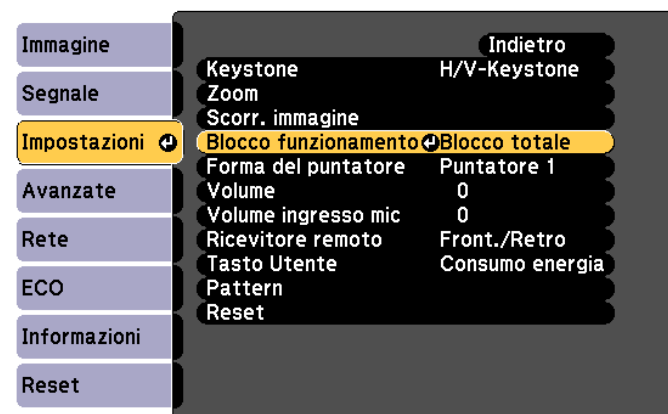 Immagine
Segnale
Impostazioni
Avanzate
Rete
ECO
Informazioni
Reset
Indietro
Keystone H/V-Keystone
Zoom
Scorr. immagine
Blocco funzionamento Blocco totale
Forma del puntatore Puntatore 1
Volume 0
Volume ingresso mic 0
Ricevitore remoto Front./Retro
Tasto Utente Consumo energia
Pattern
Reset